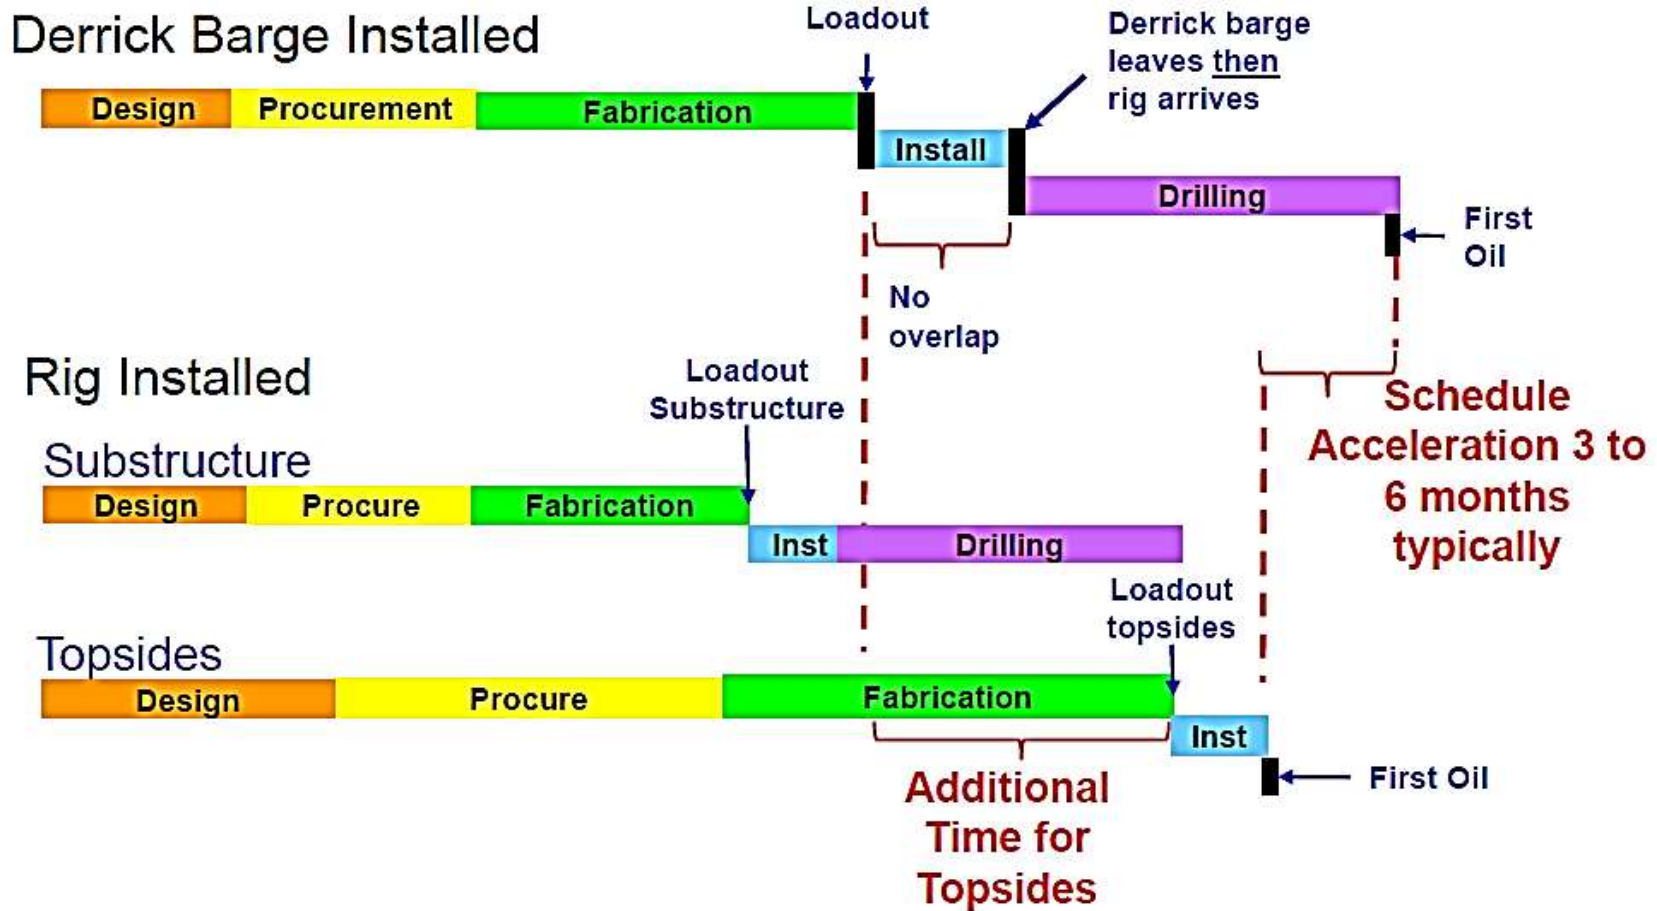 Derrick Barge Installed
Loadout
Derrick barge
leaves then
rig arrives
Design
Procurement
Fabrication
Install
Drilling
First
Oil
No
overlap
Rig Installed
Loadout
Substructure
Schedule
Acceleration 3 to
6 months
typically
Substructure
Design
Procure
Fabrication
Inst
Drilling
Loadout
topsides
Topsides
Design
Procure
Fabrication
Inst
First Oil
Additional
Time for
Topsides